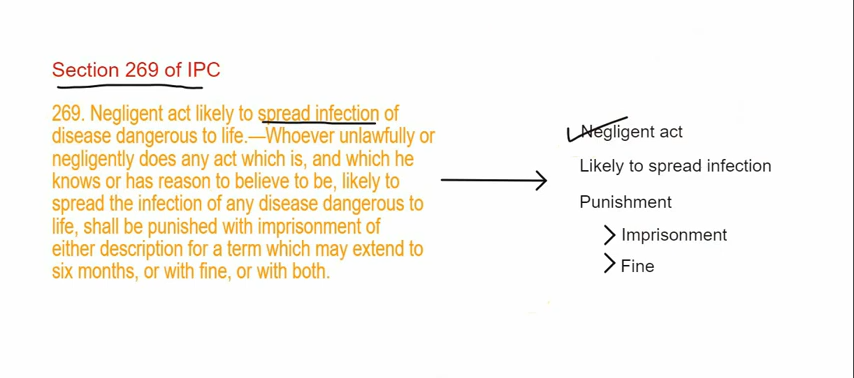 Section 269 of IPC
269. Negligent act likely to spread infection of
disease dangerous to life.—Whoever unlawfully or
negligently does any act which is, and which he
knows or has reason to believe to be, likely to
spread the infection of any disease dangerous to
life, shall be punished with imprisonment of
either description for a term which may extend to
six months, or with fine, or with both.
Negligent act
Likely to spread infection
Punishment
Imprisonment
Fine